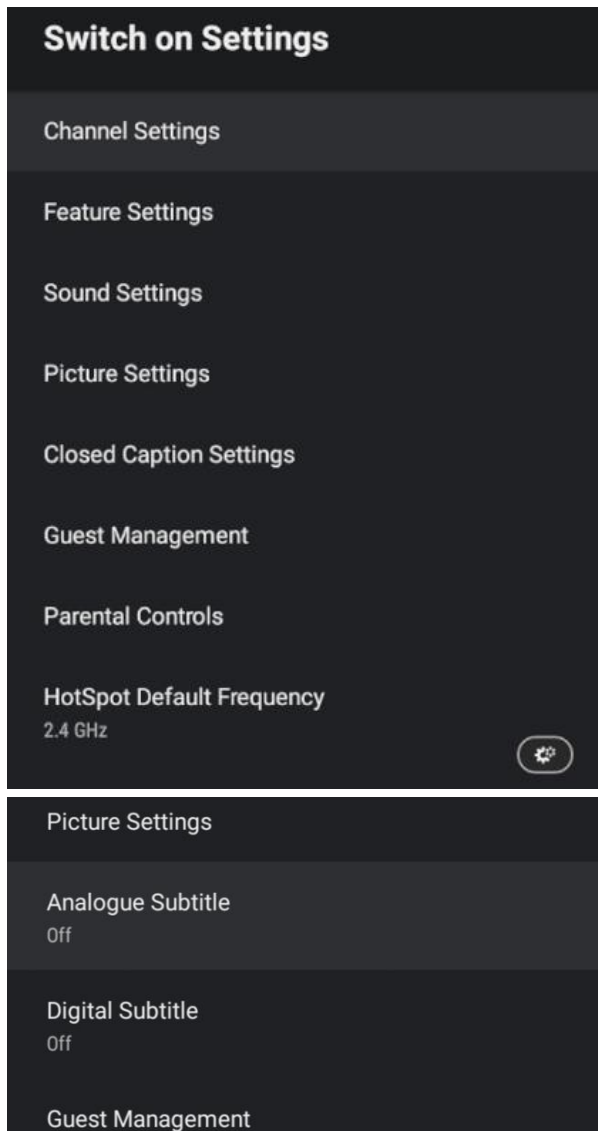 Switch on Settings
Channel Settings
Feature Settings
Sound Settings
Picture Settings
Closed Caption Settings
Guest Management
Parental Controls
HotSpot Default Frequency
2.4 GHz
Picture Settings
Analogue Subtitle
Off
Digital Subtitle
Off
Guest Management